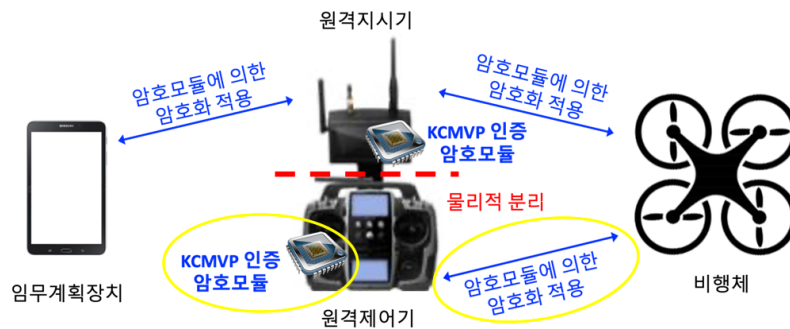 원격지시기
암호모듈에 의한
암호화 적용
암호모듈에 의한
암호화 적용
KCMVP 인증
암호모듈
물리적 분리
KCMVP 인증
암호모듈
암호모듈에 의한
암호화 적용
임무계획장치
원격제어기
비행체